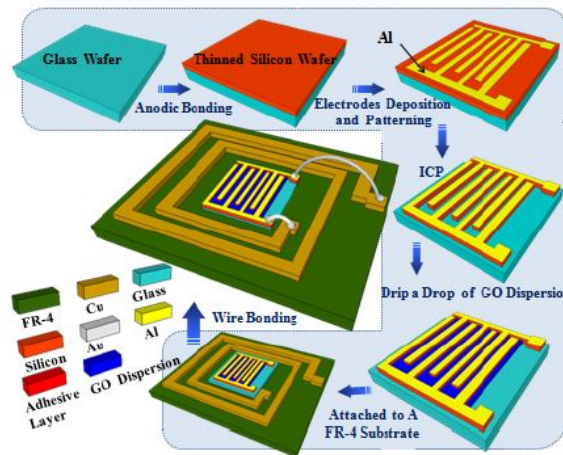 Glass Wafer
Thinned Silicon Wafer
Al
Anodic Bonding
Electrodes Deposition
and Patternning
ICP
Drip a Drop of GO Dispersion
FR-4
Cu
Glass
Silicon
Au
Al
Adhesive
Layer
GO Dispersion
Wire Bonding
Attached to A
FR-4 Substrate